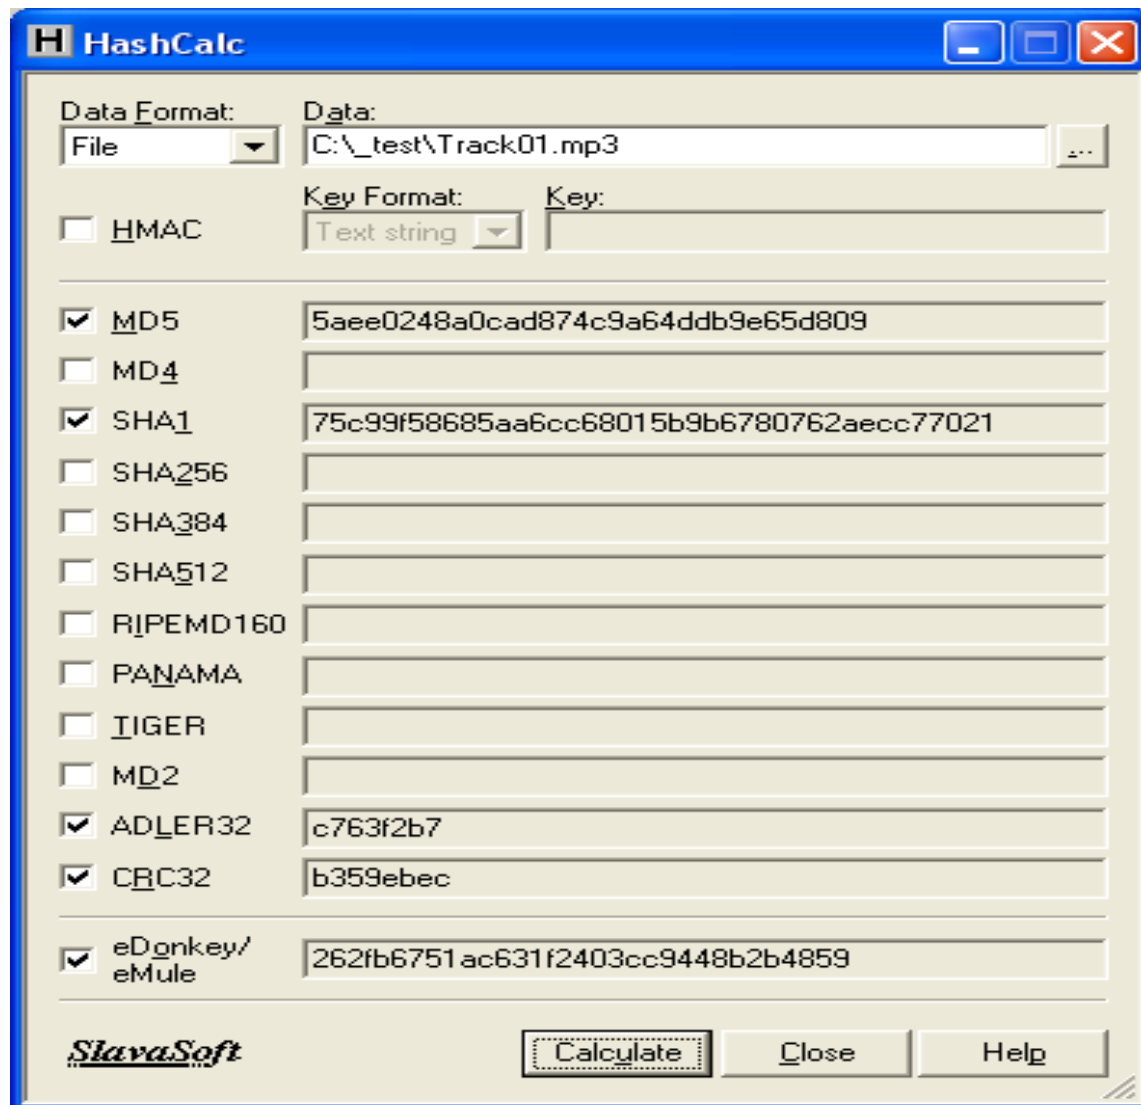 H HashCalc
Data Format: Data:
File C:\_test\Track01.mp3 ...
Key Format: Key:
HMAC Text string
MD5 5aee0248a0cad874c9a64ddb9e65d809
MD4
SHA1 75c99f58685aa6cc68015b9b6780762aecc77021
SHA256
SHA384
SHA512
RIPEMD160
PANAMA
TIGER
MD2
ADLER32 c763f2b7
CRC32 b359ebec
eDonkey/
eMule 262fb6751ac631f2403cc9448b2b4859
SlavaSoft Calculate Close Help